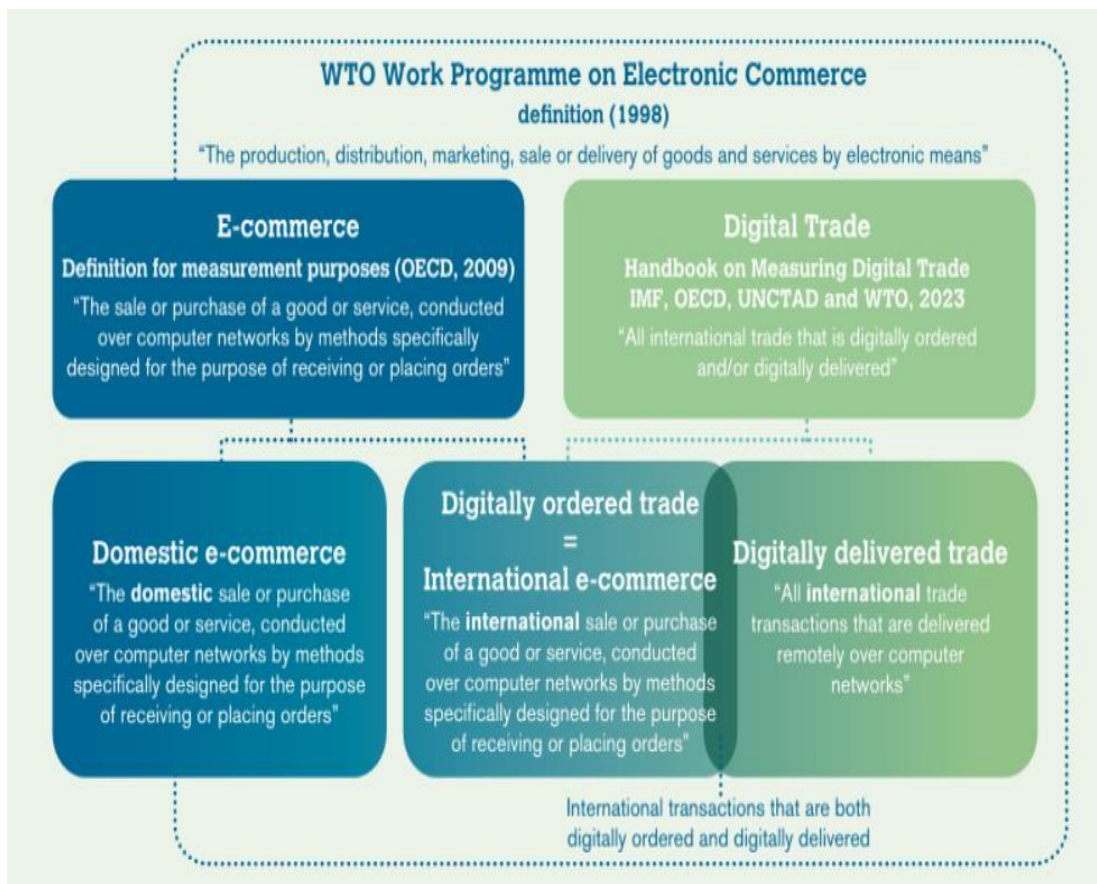 WTO Work Programme on Electronic Commerce
definition (1998)
“The production, distribution, marketing, sale or delivery of goods and services by electronic means”
E-commerce
Definition for measurement purposes (OECD, 2009)
“The sale or purchase of a good or service, conducted
over computer networks by methods specifically
designed for the purpose of receiving or placing orders”
Digital Trade
Handbook on Measuring Digital Trade
IMF, OECD, UNCTAD and WTO, 2023
“All international trade that is digitally ordered
and/or digitally delivered”
Domestic e-commerce
“The domestic sale or purchase
of a good or service, conducted
over computer networks by methods
specifically designed for the purpose
of receiving or placing orders”
Digitally ordered trade
=
International e-commerce
“The international sale or purchase
of a good or service, conducted
over computer networks by methods
specifically designed for the purpose
of receiving or placing orders”
Digitally delivered trade
“All international trade
transactions that are delivered
remotely over computer
networks”
International transactions that are both
digitally ordered and digitally delivered